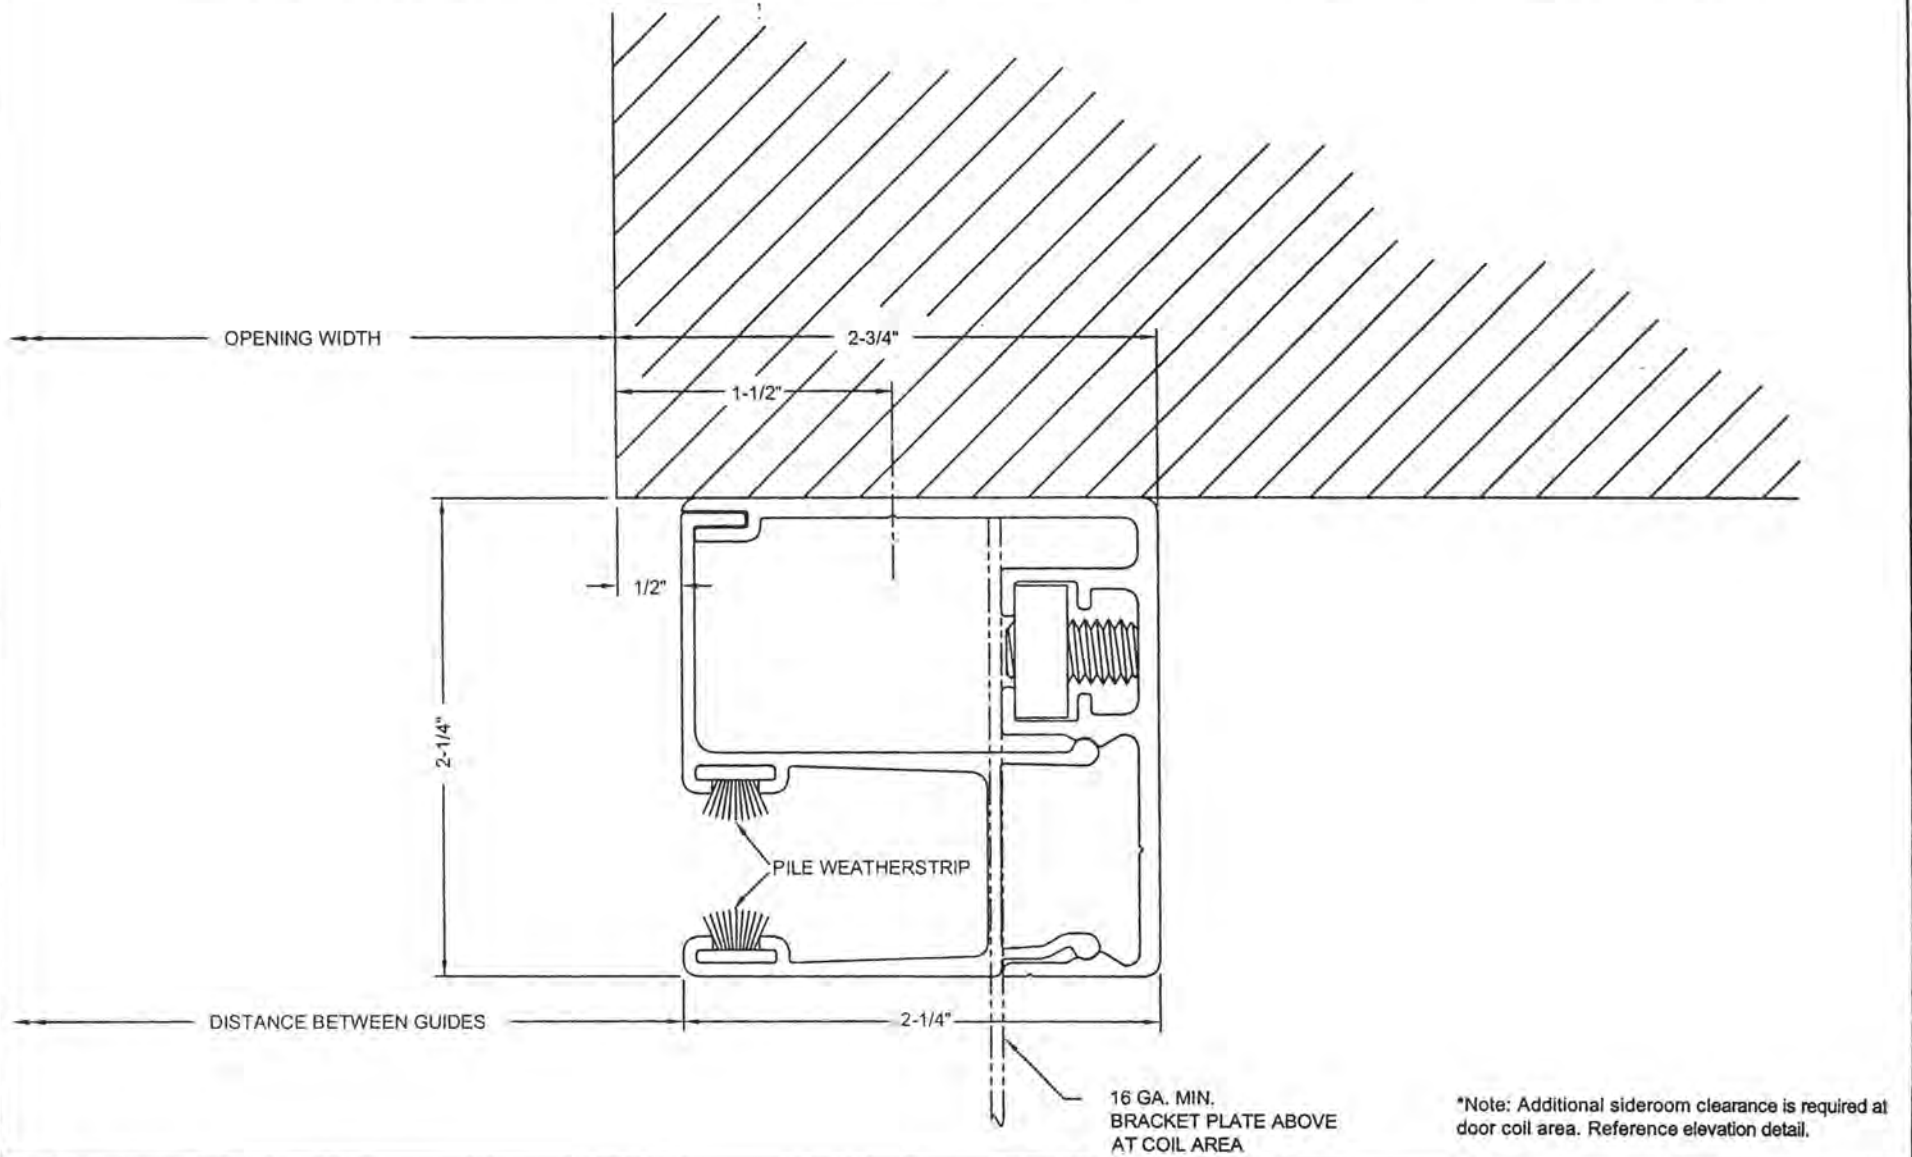 OPENING WIDTH
2-3/4"
1-1/2"
1/2"
2-1/4"
PILE WEATHERSTRIP
DISTANCE BETWEEN GUIDES
2-1/4"
16 GA. MIN.
BRACKET PLATE ABOVE
AT COIL AREA
*Note: Additional sideroom clearance is required at
door coil area. Reference elevation detail.